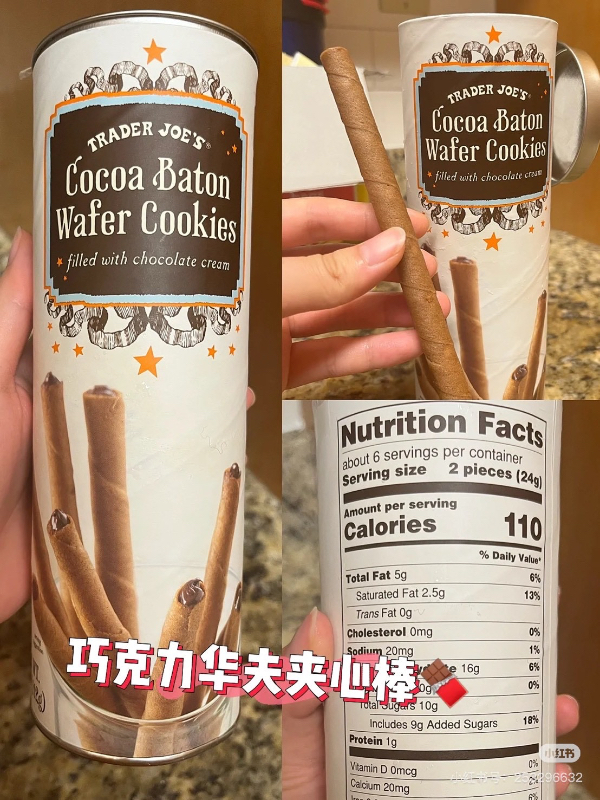 TRADER JOE'S®
Cocoa Baton
Wafer Cookies
filled with chocolate cream
TRADER JOE'S
Cocoa Baton
Wafer Cookies
filled with chocolate cream
Nutrition Facts
about 6 servings per container
Serving size 2 pieces (24g)
Amount per serving
Calories 110
% Daily Value*
Total Fat 5g 6%
Saturated Fat 2.5g 13%
Trans Fat 0g
Cholesterol 0mg 0%
Sodium 20mg 1%
16g 6%
0%
Total Sugars 10g
Includes 9g Added Sugars 18%
Protein 1g
Vitamin D 0mcg 0%
Calcium 20mg 2%
巧克力华夫夹心棒
小红书